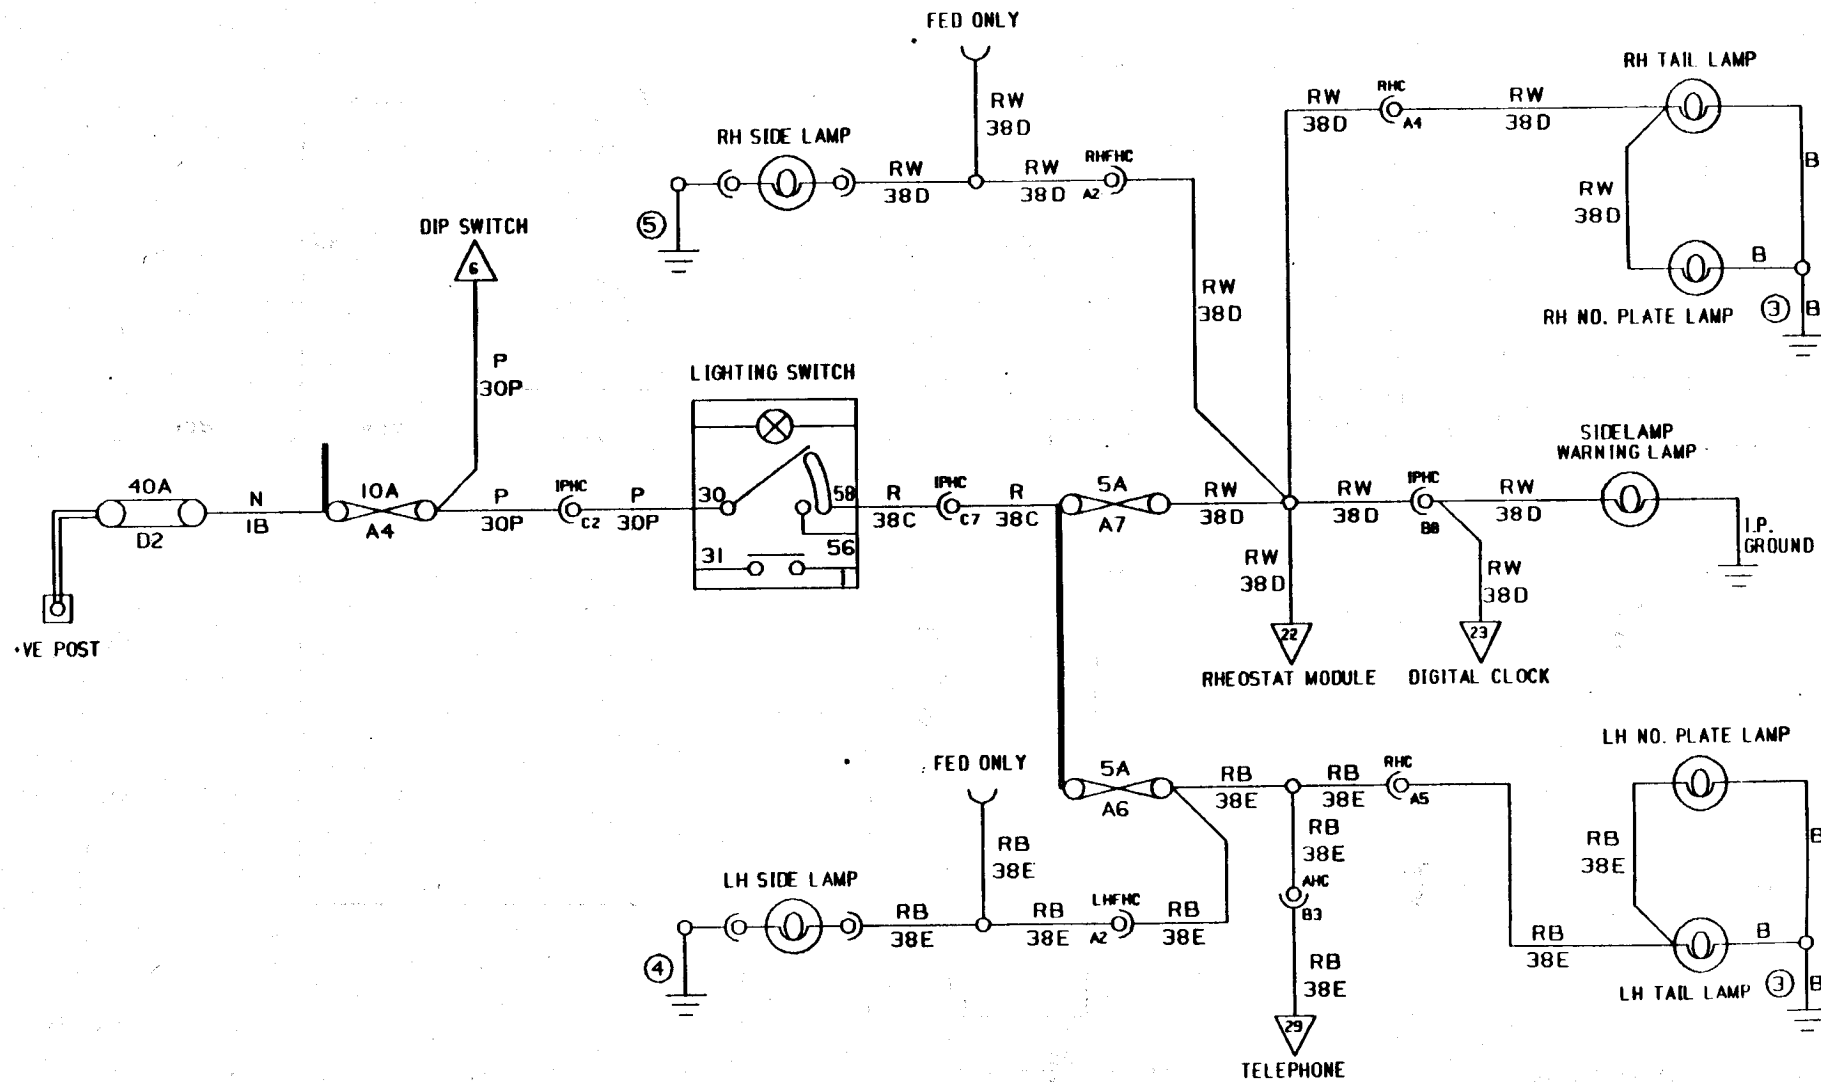 FED ONLY
RH TAIL LAMP
RW
38D
RW
38D
RHC
A4
RW
38D
RH SIDE LAMP
RW
38D
RW
38D
RHFHC
A2
B
RW
38D
DIP SWITCH
6
5
B
RW
38D
RH NO. PLATE LAMP
3
B
P
30P
LIGHTING SWITCH
SIDELAMP
WARNING LAMP
40A
D2
N
1B
10A
A4
P
30P
IPHC
C2
P
30P
30
58
31
56
R
38C
IPHC
C7
R
38C
5A
A7
RW
38D
RW
38D
IPHC
B8
RW
38D
I.P.
GROUND
RW
38D
RW
38D
22
23
+VE POST
RHEOSTAT MODULE
DIGITAL CLOCK
LH NO. PLATE LAMP
FED ONLY
5A
A6
RB
38E
RB
38E
RHC
A5
RB
38E
RB
38E
RB
38E
B
AHC
B3
LH SIDE LAMP
RB
38E
RB
38E
LHFHC
A2
RB
38E
RB
38E
B
4
RB
38E
LH TAIL LAMP
3
B
29
TELEPHONE